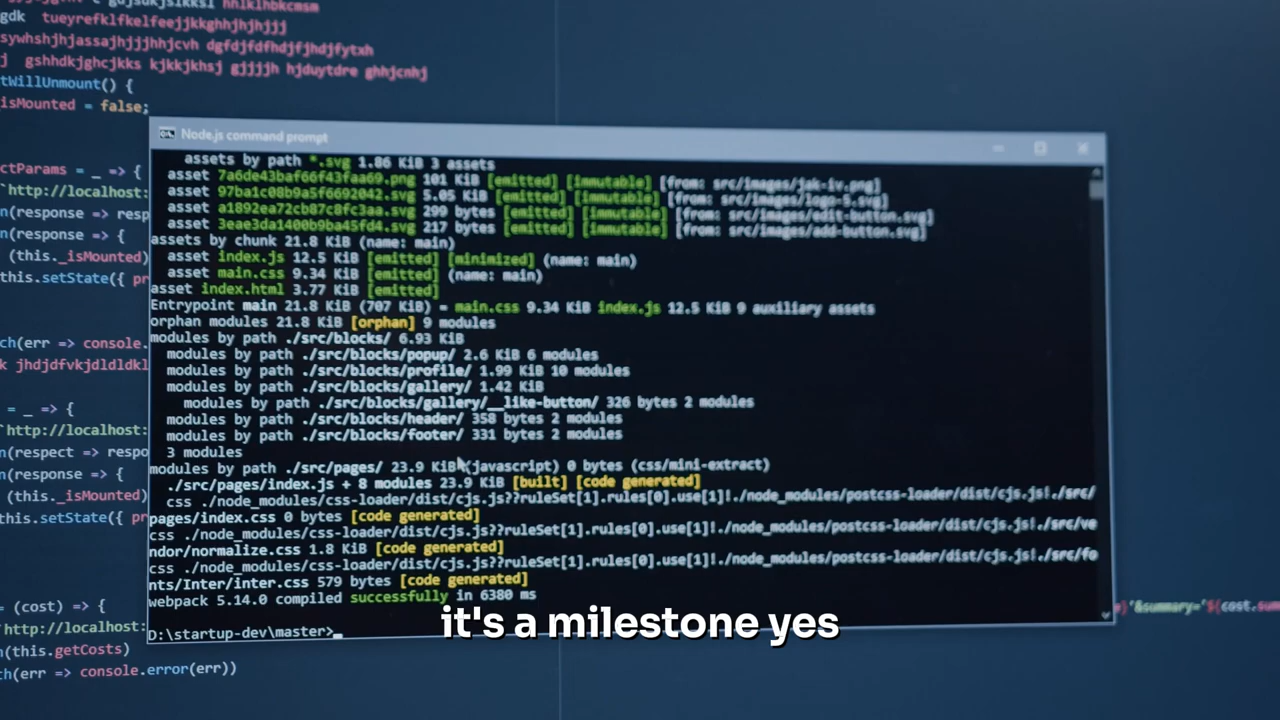 gdk tueyrefklfkelfeejjkkghhjhjhjjj
isMounted = false;
Node.js command prompt
assets by path *.svg 1.86 KiB 3 assets
asset 7a6de43baf66f43faa69.png 101 KiB [emitted] [immutable] [from: src/images/jak-iv.png]
asset 97ba1c08b9a5f6692042.svg 5.05 KiB [emitted] [immutable] [from: src/images/logo-5.svg]
asset a1892ea72cb87c8fc3aa.svg 299 bytes [emitted] [immutable] [from: src/images/edit-button.svg]
asset 3eae3da1400b9ba45fd4.svg 217 bytes [emitted] [immutable] [from: src/images/add-button.svg]
assets by chunk 21.8 KiB (name: main)
asset index.js 12.5 KiB [emitted] [minimized] (name: main)
asset main.css 9.34 KiB [emitted] (name: main)
asset index.html 3.77 KiB [emitted]
Entrypoint main 21.8 KiB (707 KiB) = main.css 9.34 KiB index.js 12.5 KiB 9 auxiliary assets
orphan modules 21.8 KiB [orphan] 9 modules
modules by path ./src/blocks/ 6.93 KiB
modules by path ./src/blocks/popup/ 2.6 KiB 6 modules
modules by path ./src/blocks/profile/ 1.99 KiB 10 modules
modules by path ./src/blocks/gallery/ 1.42 KiB
modules by path ./src/blocks/gallery/__like-button/ 326 bytes 2 modules
modules by path ./src/blocks/header/ 358 bytes 2 modules
modules by path ./src/blocks/footer/ 331 bytes 2 modules
3 modules
modules by path ./src/pages/ 23.9 KiB (javascript) 0 bytes (css/mini-extract)
./src/pages/index.js + 8 modules 23.9 KiB [built] [code generated]
css ./node_modules/css-loader/dist/cjs.js??ruleSet[1].rules[0].use[1]!./node_modules/postcss-loader/dist/cjs.js!./src/
pages/index.css 0 bytes [code generated]
css ./node_modules/css-loader/dist/cjs.js??ruleSet[1].rules[0].use[1]!./node_modules/postcss-loader/dist/cjs.js!./src/ve
ndor/normalize.css 1.8 KiB [code generated]
css ./node_modules/css-loader/dist/cjs.js??ruleSet[1].rules[0].use[1]!./node_modules/postcss-loader/dist/cjs.js!./src/fo
nts/Inter/inter.css 579 bytes [code generated]
webpack 5.14.0 compiled successfully in 6380 ms
D:\startup-dev\master>
it's a milestone yes
= (cost) => {
(this.getCosts)
(err => console.error(err))